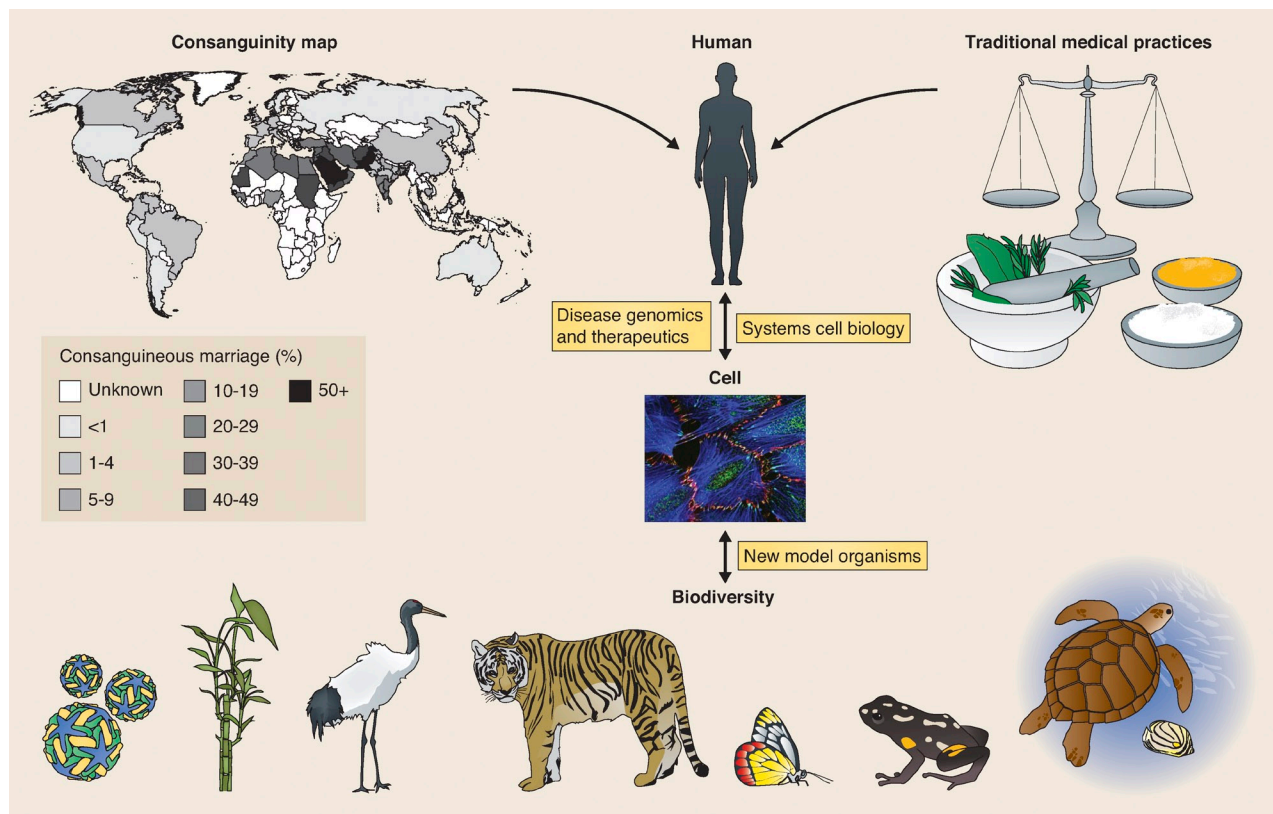 Consanguinity map
Human
Traditional medical practices
Disease genomics
and therapeutics
Systems cell biology
Consanguineous marriage (%)
Unknown
<1
1-4
5-9
10-19
20-29
30-39
40-49
50+
Cell
New model organisms
Biodiversity